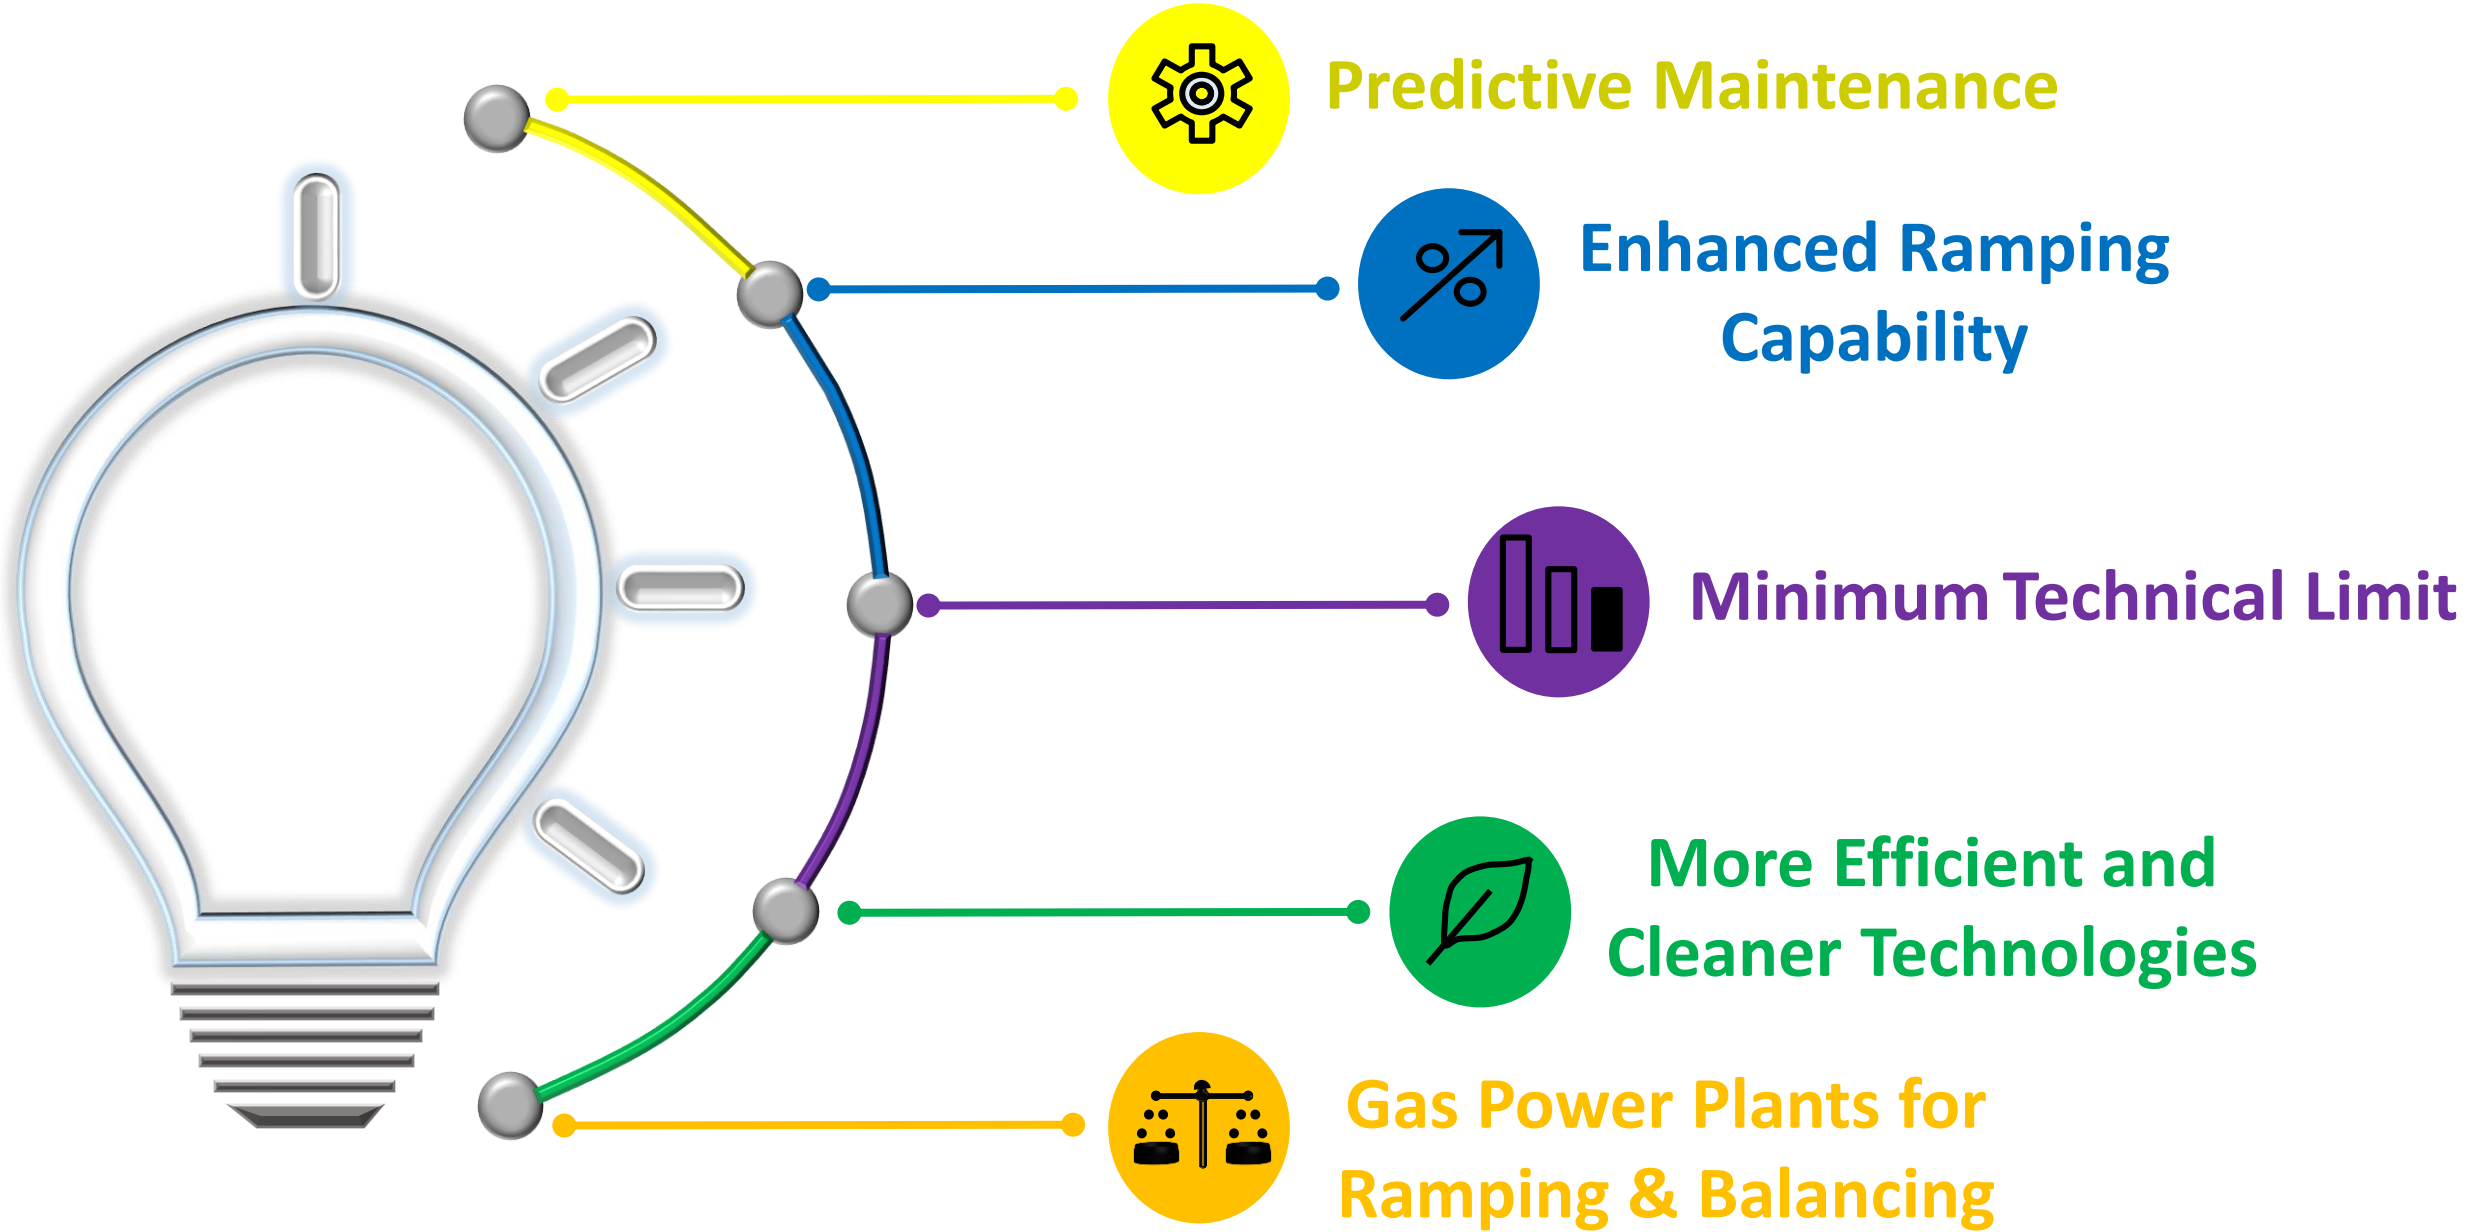 Predictive Maintenance
Enhanced Ramping
Capability
Minimum Technical Limit
More Efficient and
Cleaner Technologies
Gas Power Plants for
Ramping & Balancing